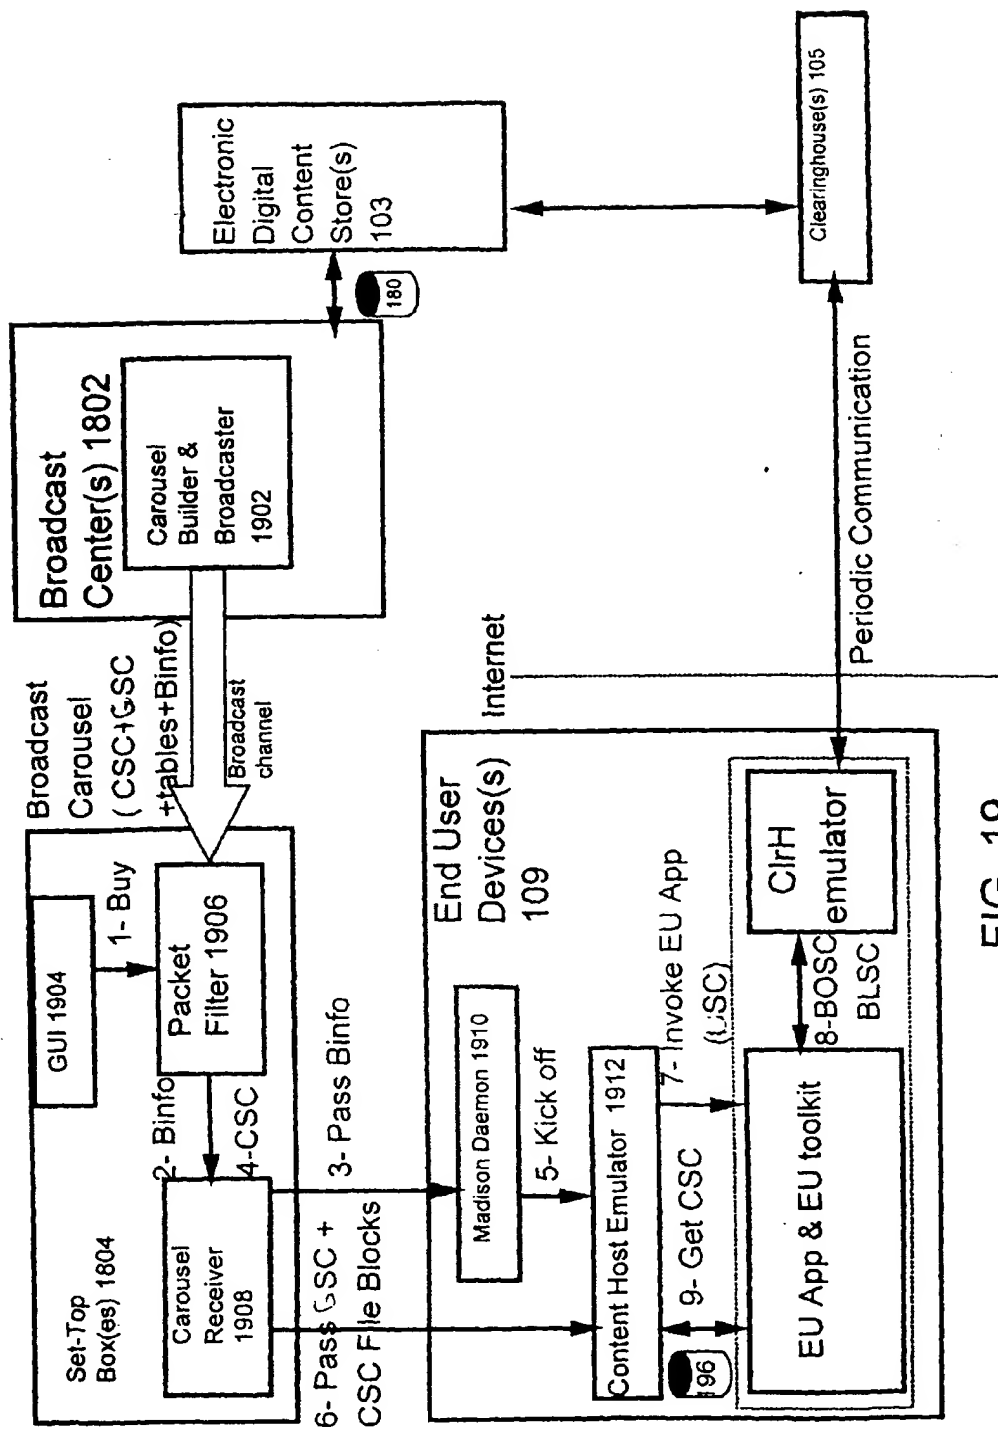 Set-Top
Box(es) 1804
GUI 1904
1- Buy
Packet
Filter 1906
2- Binfo
4-CSC
Carousel
Receiver
1908
Broadcast
Carousel
(CSC+GSC
+tables+Binfo)
Broadcast
channel
Broadcast
Center(s) 1802
Carousel
Builder &
Broadcaster
1902
180
Electronic
Digital
Content
Store(s)
103
3- Pass Binfo
6- Pass GSC +
CSC File Blocks
End User
Devices(s)
109
Madison Daemon 1910
5- Kick off
Content Host Emulator 1912
7- Invoke EU App
196
9- Get CSC
EU App & EU toolkit
8-BOSC
BLSC
ClrH
emulator
Internet
Periodic Communication
Clearinghouse(s) 105
FIG. 19